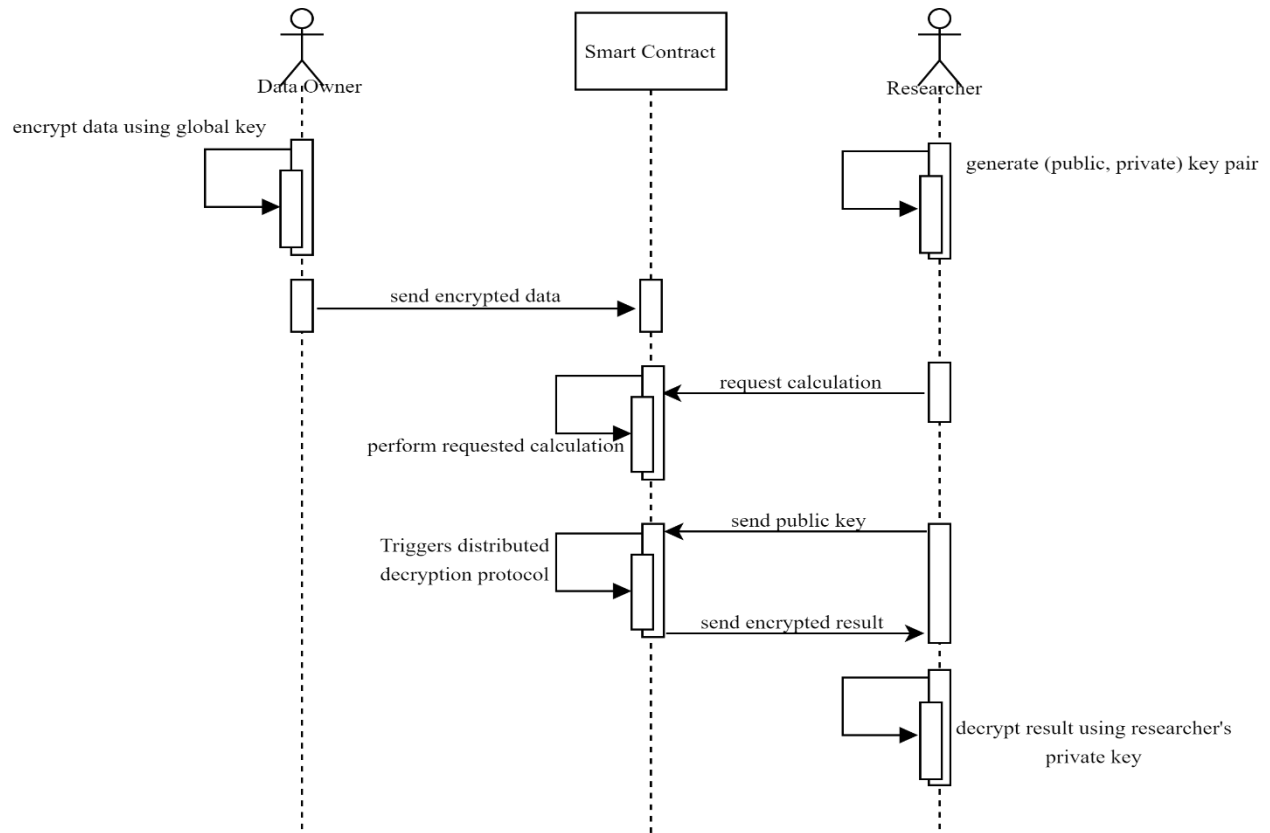 Data Owner
Smart Contract
Researcher
encrypt data using global key
generate (public, private) key pair
send encrypted data
request calculation
perform requested calculation
send public key
Triggers distributed
decryption protocol
send encrypted result
decrypt result using researcher's
private key